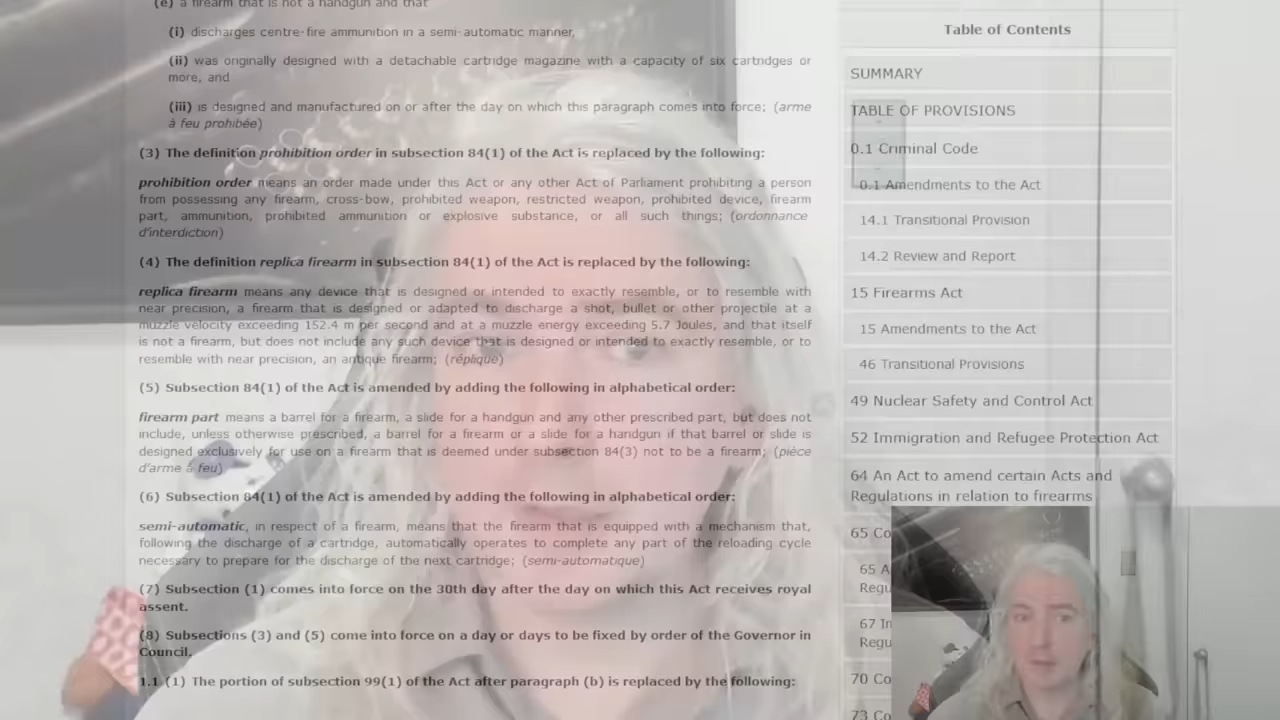 (e) a firearm that is not a handgun and that
(i) discharges centre-fire ammunition in a semi-automatic manner,
(ii) was originally designed with a detachable cartridge magazine with a capacity of six cartridges or
more, and
(iii) is designed and manufactured on or after the day on which this paragraph comes into force; (arme
à feu prohibée)
(3) The definition prohibition order in subsection 84(1) of the Act is replaced by the following:
prohibition order means an order made under this Act or any other Act of Parliament prohibiting a person
from possessing any firearm, cross-bow, prohibited weapon, restricted weapon, prohibited device, firearm
part, ammunition, prohibited ammunition or explosive substance, or all such things; (ordonnance
d'interdiction)
(4) The definition replica firearm in subsection 84(1) of the Act is replaced by the following:
replica firearm means any device that is designed or intended to exactly resemble, or to resemble with
near precision, a firearm that is designed or adapted to discharge a shot, bullet or other projectile at a
muzzle velocity exceeding 152.4 m per second and at a muzzle energy exceeding 5.7 Joules, and that itself
is not a firearm, but does not include any such device that is designed or intended to exactly resemble, or to
resemble with near precision, an antique firearm; (réplique)
(5) Subsection 84(1) of the Act is amended by adding the following in alphabetical order:
firearm part means a barrel for a firearm, a slide for a handgun and any other prescribed part, but does not
include, unless otherwise prescribed, a barrel for a firearm or a slide for a handgun if that barrel or slide is
designed exclusively for use on a firearm that is deemed under subsection 84(3) not to be a firearm; (pièce
d'arme à feu)
(6) Subsection 84(1) of the Act is amended by adding the following in alphabetical order:
semi-automatic, in respect of a firearm, means that the firearm that is equipped with a mechanism that,
following the discharge of a cartridge, automatically operates to complete any part of the reloading cycle
necessary to prepare for the discharge of the next cartridge; (semi-automatique)
(7) Subsection (1) comes into force on the 30th day after the day on which this Act receives royal
assent.
(8) Subsections (3) and (5) come into force on a day or days to be fixed by order of the Governor in
Council.
1.1 (1) The portion of subsection 99(1) of the Act after paragraph (b) is replaced by the following:
Table of Contents
SUMMARY
TABLE OF PROVISIONS
0.1 Criminal Code
0.1 Amendments to the Act
14.1 Transitional Provision
14.2 Review and Report
15 Firearms Act
15 Amendments to the Act
46 Transitional Provisions
49 Nuclear Safety and Control Act
52 Immigration and Refugee Protection Act
64 An Act to amend certain Acts and
Regulations in relation to firearms
65 Co
65 A
Regu
67 In
Regu
70 Co
73 Co